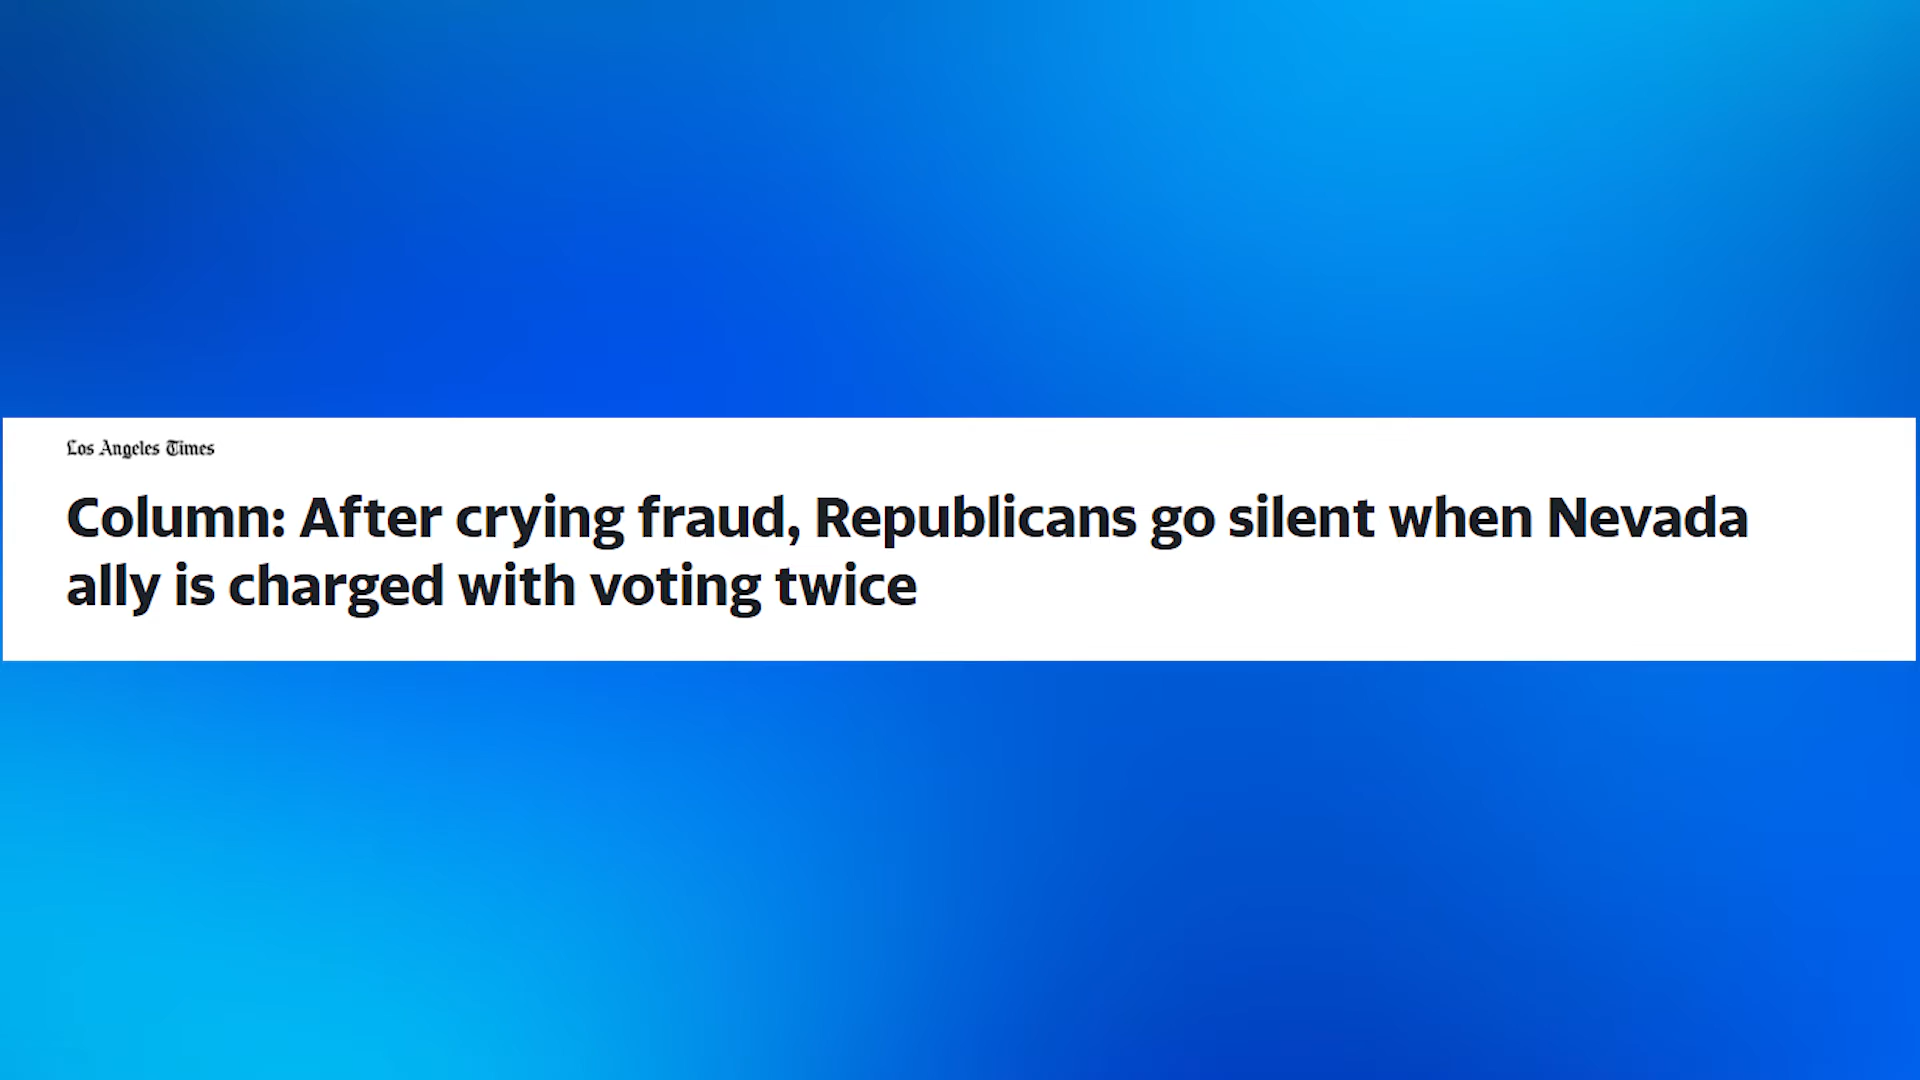 Los Angeles Times
Column: After crying fraud, Republicans go silent when Nevada
ally is charged with voting twice